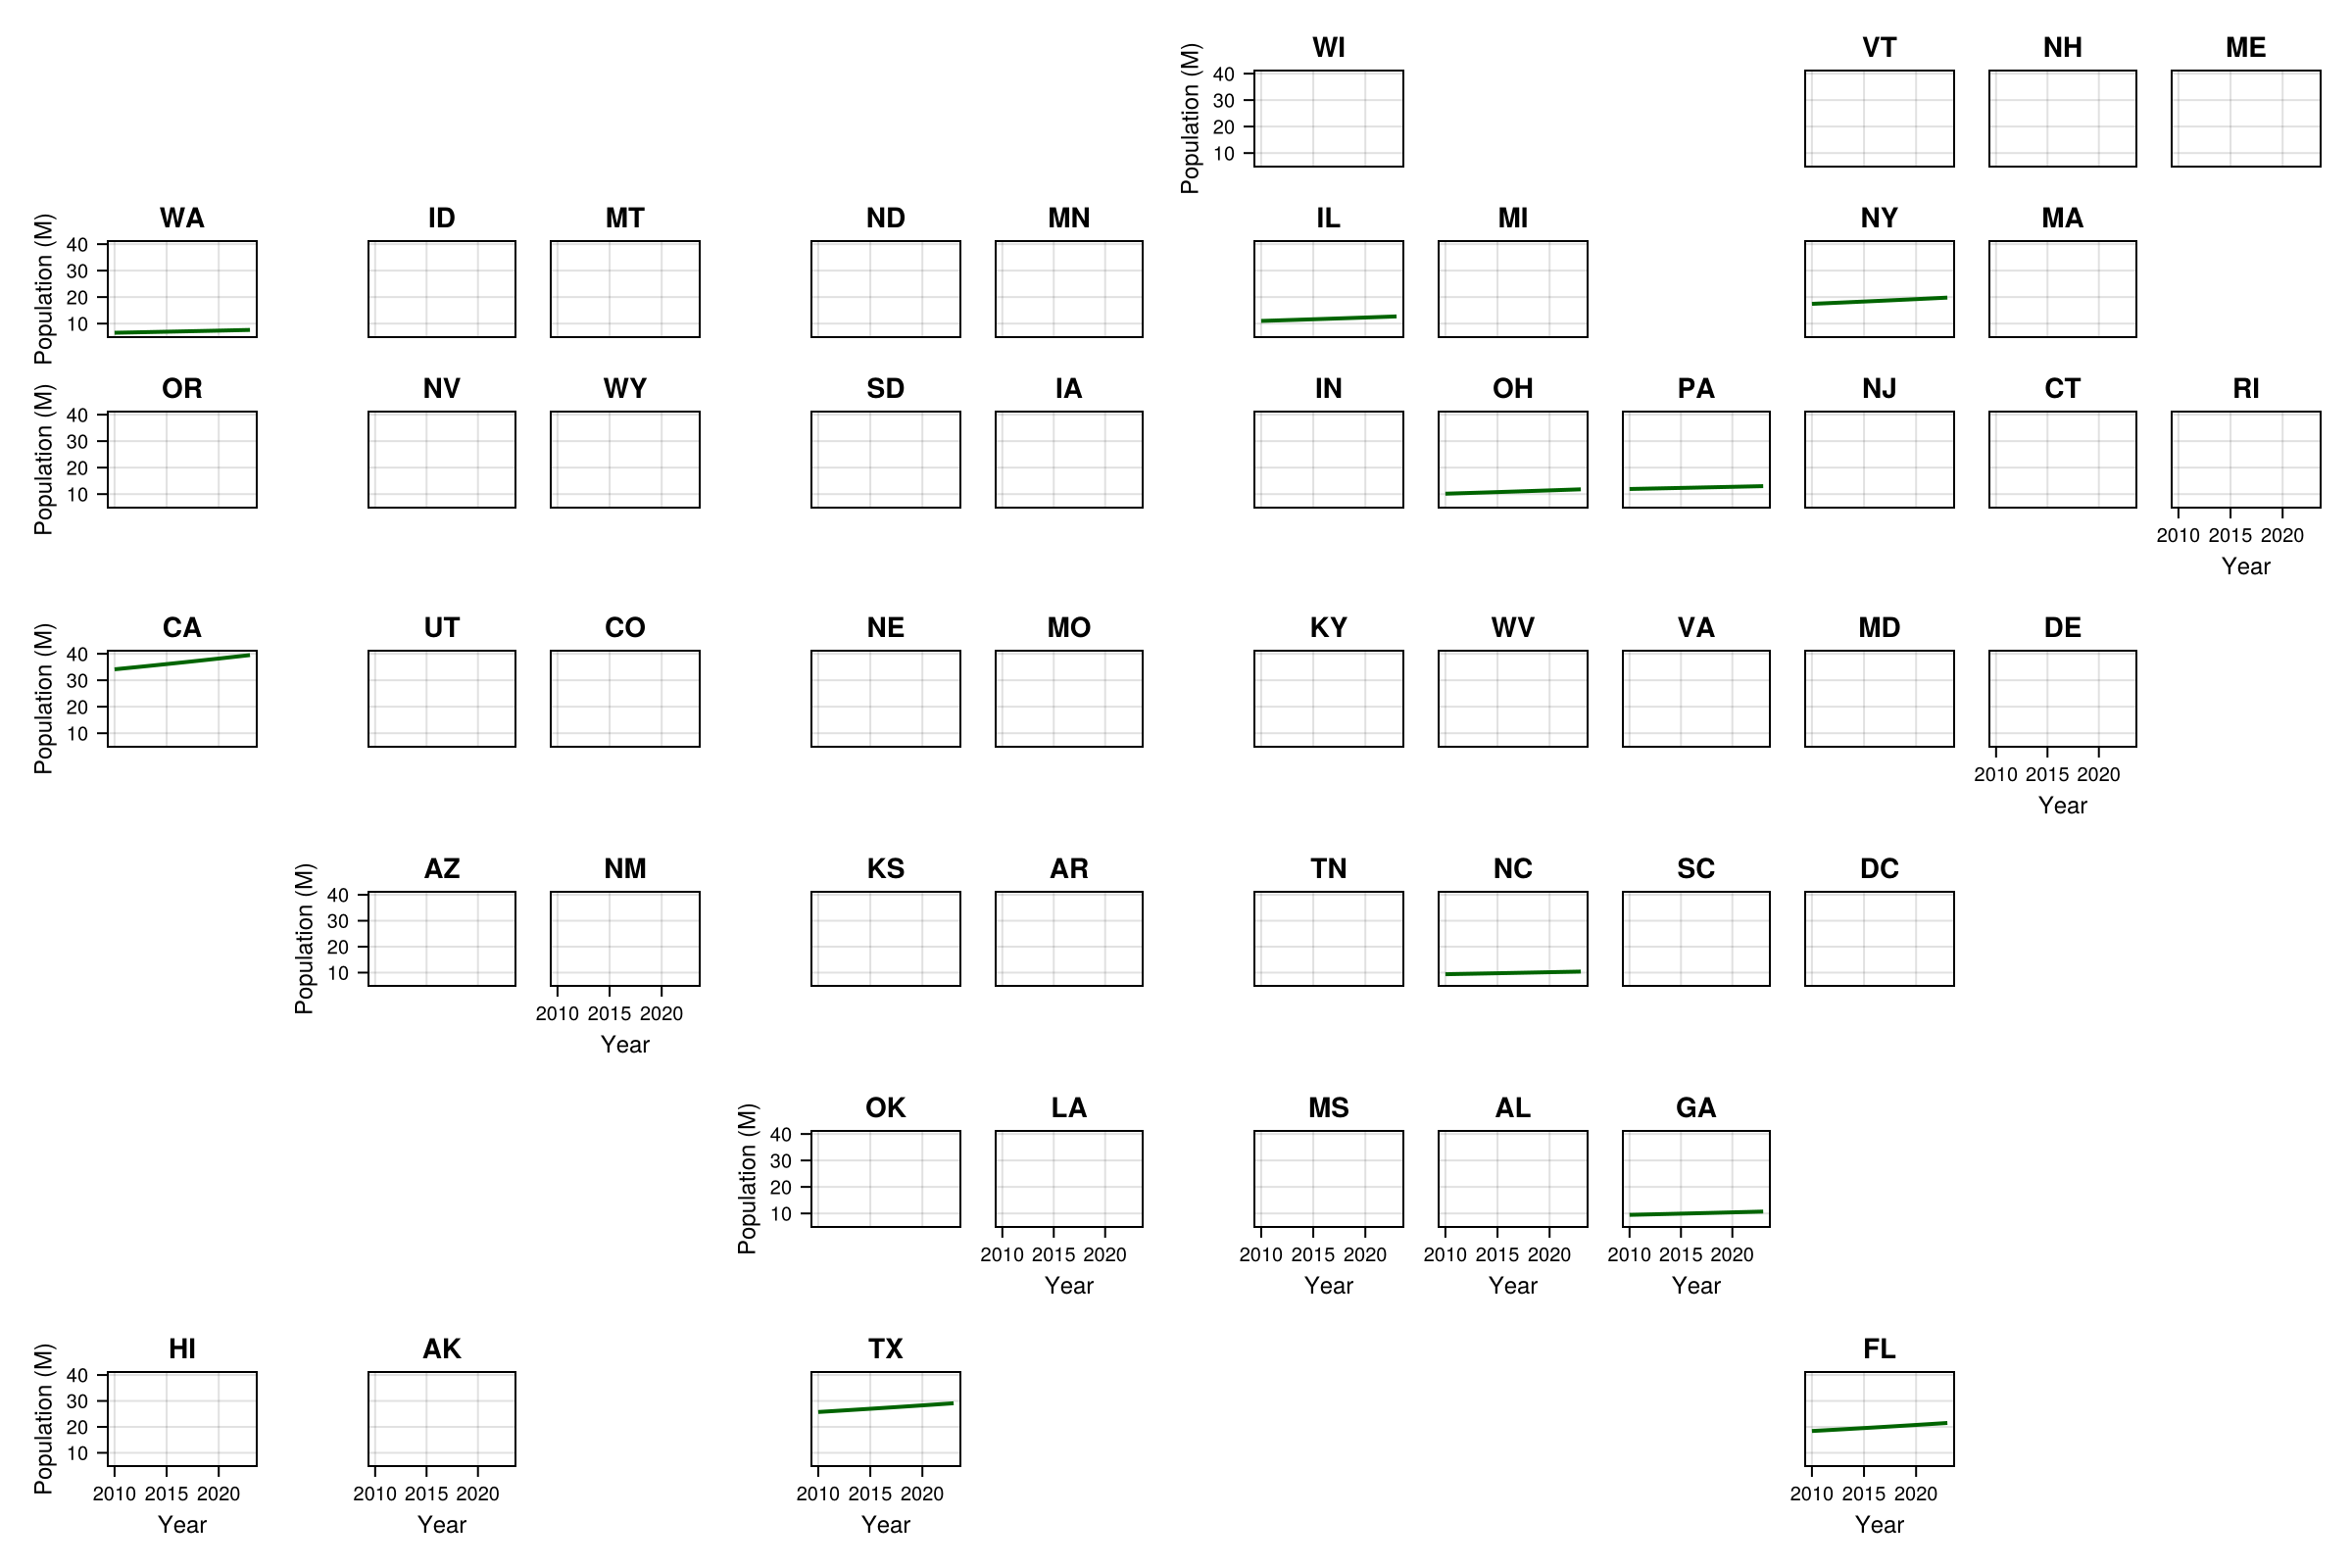 WI VT NH ME
Population (M)
40
30
20
10
WA ID MT ND MN IL MI NY MA
Population (M)
40
30
20
10
OR NV WY SD IA IN OH PA NJ CT RI
Population (M)
40
30
20
10
2010 2015 2020
Year
CA UT CO NE MO KY WV VA MD DE
Population (M)
40
30
20
10
2010 2015 2020
Year
AZ NM KS AR TN NC SC DC
Population (M)
40
30
20
10
2010 2015 2020
Year
OK LA MS AL GA
Population (M)
40
30
20
10
2010 2015 2020 2010 2015 2020 2010 2015 2020 2010 2015 2020
Year Year Year Year
HI AK TX FL
Population (M)
40
30
20
10
2010 2015 2020 2010 2015 2020 2010 2015 2020 2010 2015 2020
Year Year Year Year